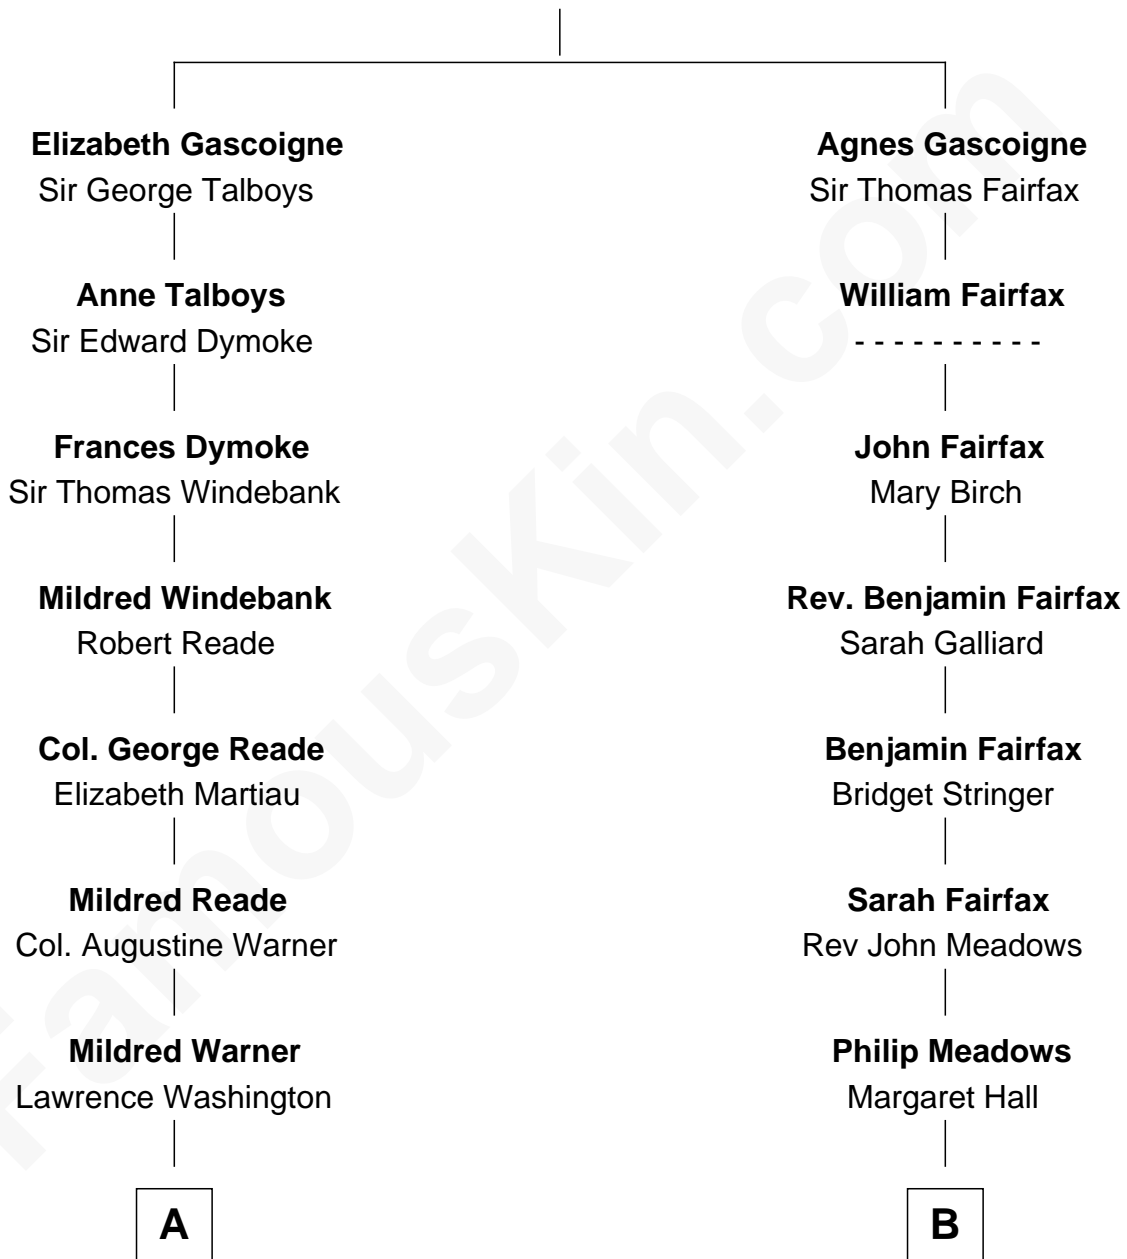 Elizabeth Gascoigne
Sir George Talboys
Anne Talboys
Sir Edward Dymoke
Frances Dymoke
Sir Thomas Windebank
Mildred Windebank
Robert Reade
Col. George Reade
Elizabeth Martiau
Mildred Reade
Col. Augustine Warner
Mildred Warner
Lawrence Washington
A
Agnes Gascoigne
Sir Thomas Fairfax
William Fairfax
- - - - - - - - - -
John Fairfax
Mary Birch
Rev. Benjamin Fairfax
Sarah Galliard
Benjamin Fairfax
Bridget Stringer
Sarah Fairfax
Rev John Meadows
Philip Meadows
Margaret Hall
B
FamousKin.com